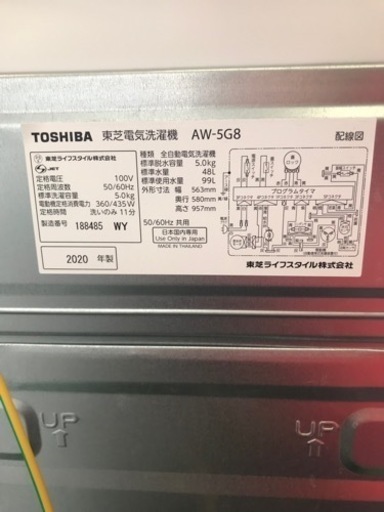 TOSHIBA 東芝電気洗濯機 AW-5G8 配線図
東芝ライフスタイル株式会社
JET
定格電圧 100V
定格周波数 50/60Hz
標準洗濯容量 5.0kg
電動機定格消費電力 360/435W
定格時間 洗いのみ 11分
製造番号 188485 WY
2020 年製
種類 全自動電気洗濯機
標準脱水容量 5.0kg
標準水量 48L
標準使用水量 99L
外形寸法 幅 563mm
奥行 580mm
高さ 957mm
50/60Hz 共用
日本国内専用
Use Only in Japan
MADE IN THAILAND
ロック
プログラムタイマ
東芝ライフスタイル株式会社
UP
UP